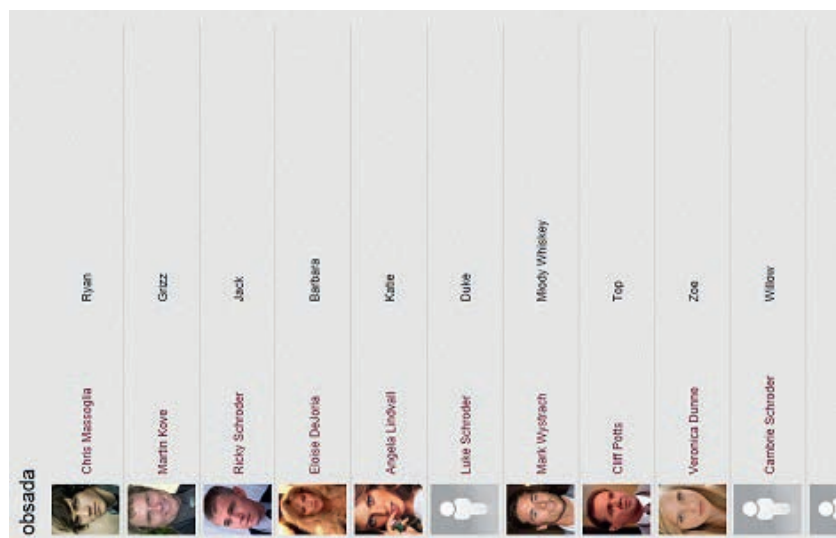 obsada
Chris Massoglia Ryan
Martin Kove Grizz
Ricky Schroder Jack
Eloise DeJoria Barbara
Angela Lindvall Katie
Luke Schroder Duke
Mark Wystrach Młody Whiskey
Cliff Potts Top
Veronica Dunne Zoe
Cambrie Schroder Willow